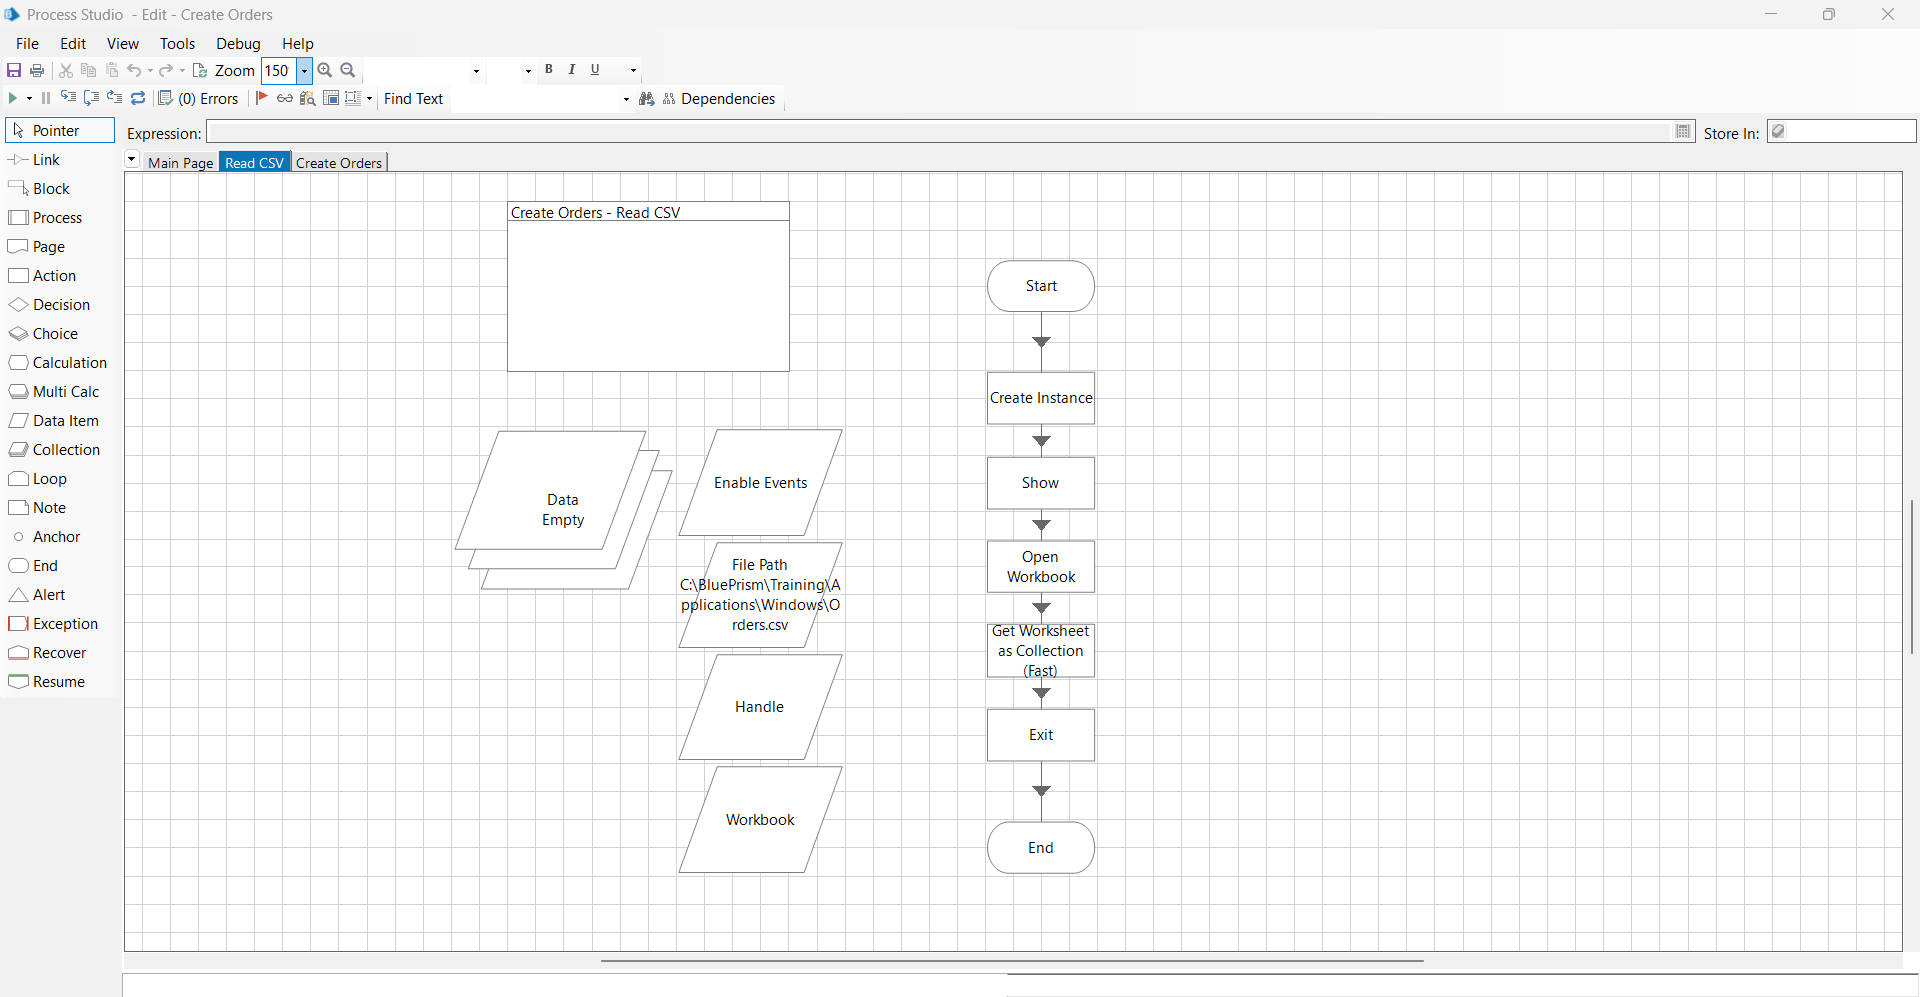 Process Studio - Edit - Create Orders
File Edit View Tools Debug Help
Zoom 150 B I U
(0) Errors Find Text Dependencies
Pointer
Link
Block
Process
Page
Action
Decision
Choice
Calculation
Multi Calc
Data Item
Collection
Loop
Note
Anchor
End
Alert
Exception
Recover
Resume
Expression: Store In:
Main Page Read CSV Create Orders
Create Orders - Read CSV
Data
Empty
Enable Events
File Path
C:\BluePrism\Training\A
pplications\Windows\O
rders.csv
Handle
Workbook
Start
Create Instance
Show
Open
Workbook
Get Worksheet
as Collection
(Fast)
Exit
End